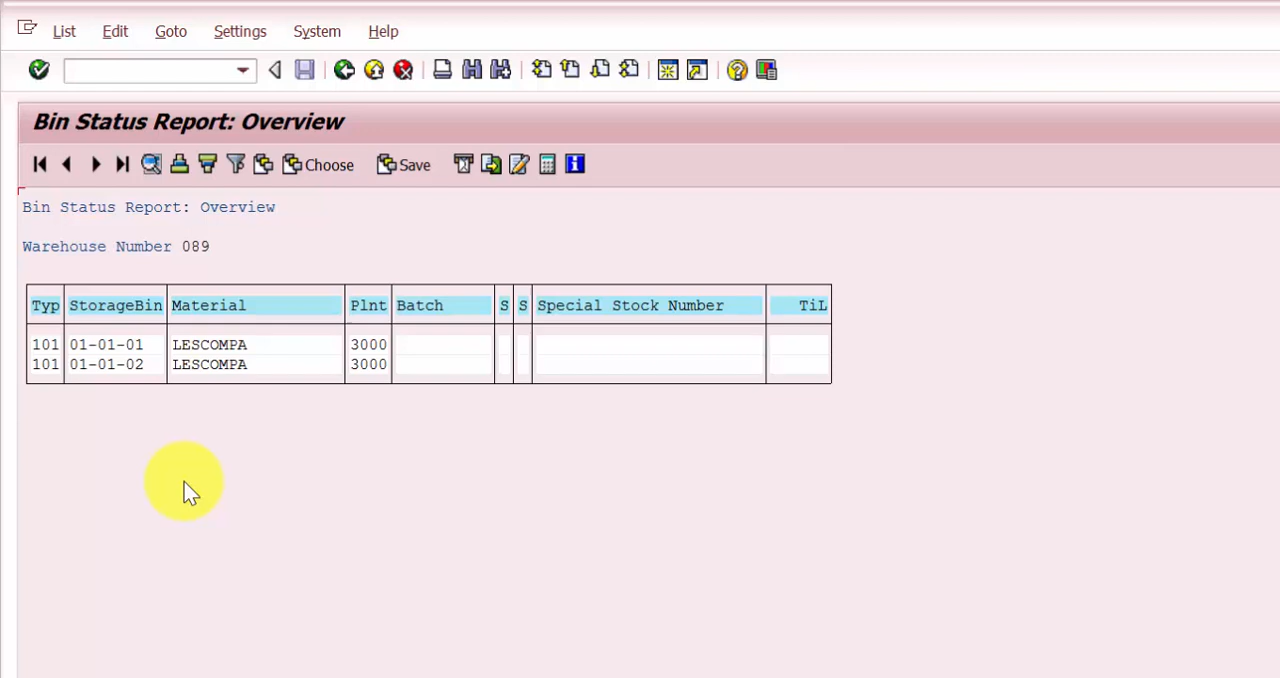 List Edit Goto Settings System Help
Bin Status Report: Overview
Choose Save
Bin Status Report: Overview
Warehouse Number 089
Typ StorageBin Material Plnt Batch S S Special Stock Number TiL
101 01-01-01 LESCOMPA 3000
101 01-01-02 LESCOMPA 3000